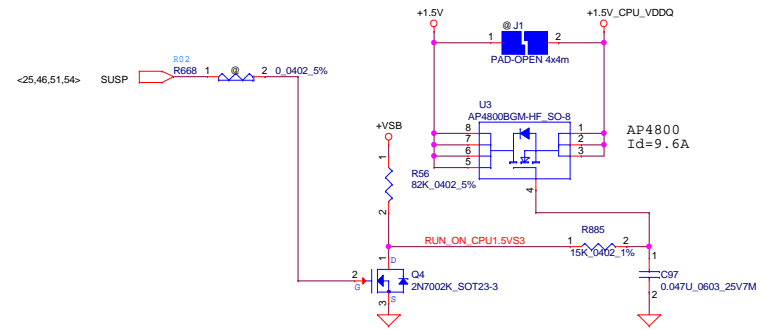 +1.5V
+1.5V_CPU_VDDQ
@ J1
1
2
PAD-OPEN 4x4m
R02
R668 1 @ 2 0_0402_5%
<25,46,51,54> SUSP
U3
AP4800BGM-HF_SO-8
8 1
7 2
6 3
5
4
AP4800
Id=9.6A
+VSB
1
R56
82K_0402_5%
2
RUN_ON_CPU1.5VS3
R885
1 2
15K_0402_1%
1 D
2
G
Q4
2N7002K_SOT23-3
S
3
1
C97
0.047U_0603_25V7M
2